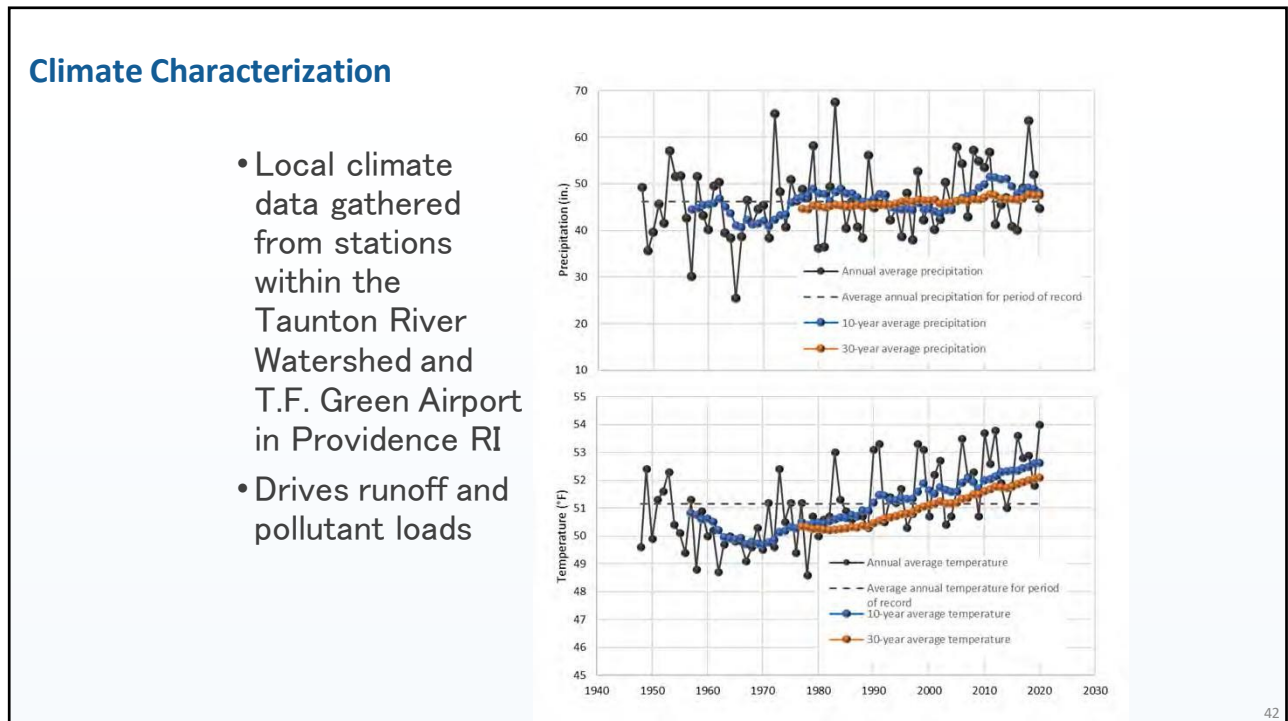 Climate Characterization
• Local climate
data gathered
from stations
within the
Taunton River
Watershed and
T.F. Green Airport
in Providence RI
• Drives runoff and
pollutant loads
70
60
50
40
30
20
10
Precipitation (in.)
Annual average precipitation
Average annual precipitation for period of record
10-year average precipitation
30-year average precipitation
55
54
53
52
51
50
49
48
47
46
45
Temperature (°F)
Annual average temperature
Average annual temperature for period
of record
10-year average temperature
30-year average temperature
1940 1950 1960 1970 1980 1990 2000 2010 2020 2030
42